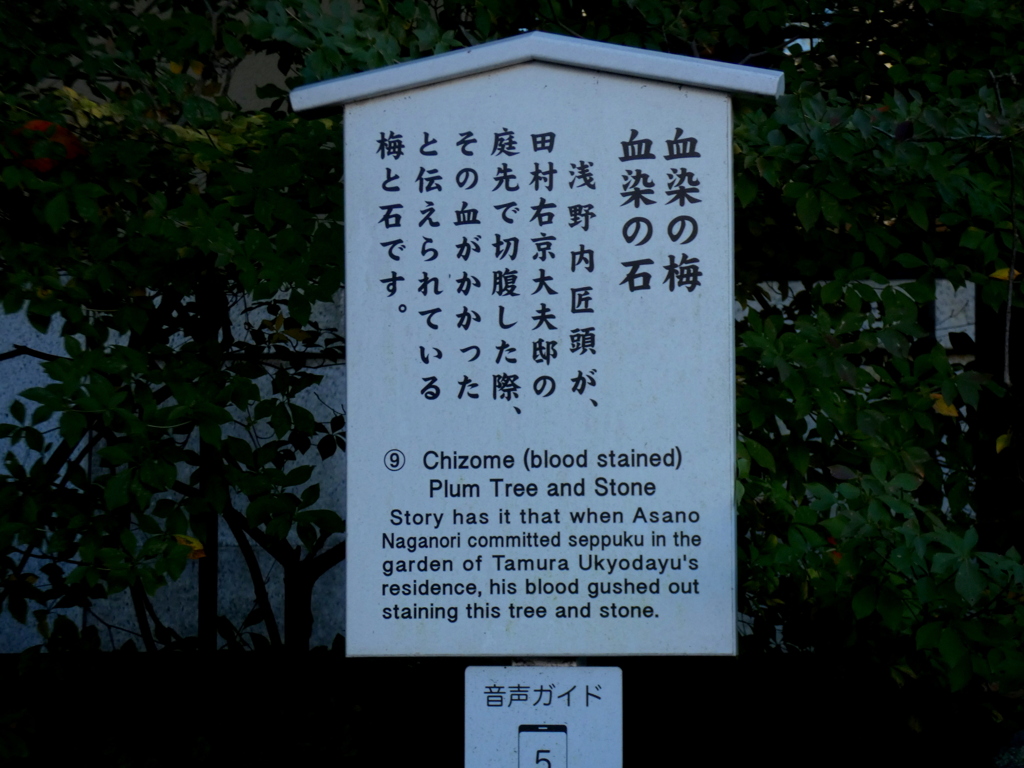 血染の梅
血染の石
浅野内匠頭が、
田村右京大夫邸の
庭先で切腹した際、
その血がかかった
と伝えられている
梅と石です。
⑨ Chizome (blood stained)
Plum Tree and Stone
Story has it that when Asano
Naganori committed seppuku in the
garden of Tamura Ukyodayu's
residence, his blood gushed out
staining this tree and stone.
音声ガイド
5